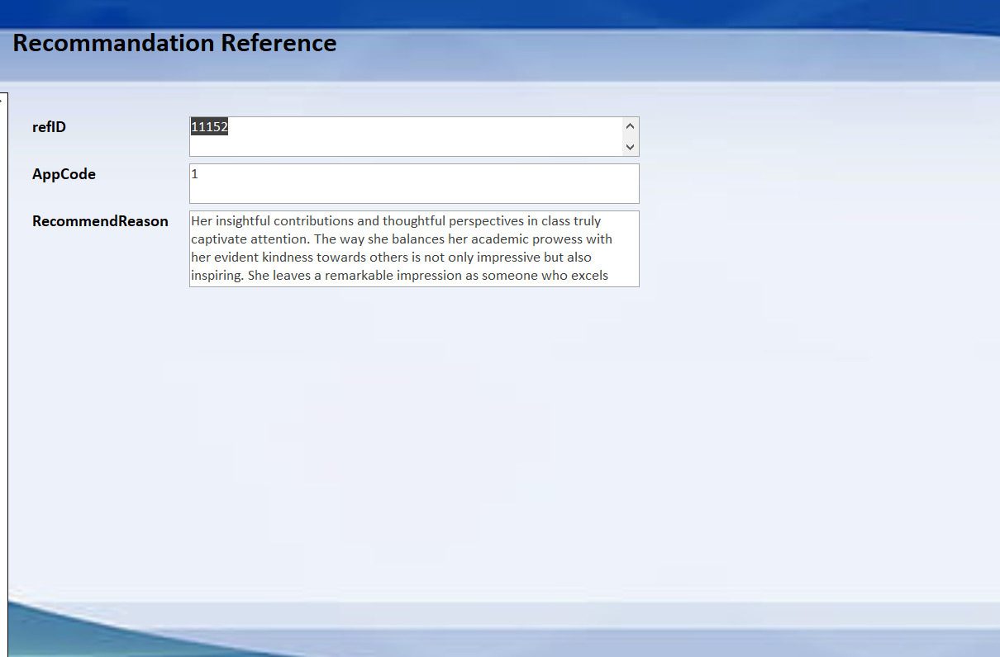 Recommandation Reference
refID
11152
AppCode
1
RecommendReason
Her insightful contributions and thoughtful perspectives in class truly
captivate attention. The way she balances her academic prowess with
her evident kindness towards others is not only impressive but also
inspiring. She leaves a remarkable impression as someone who excels